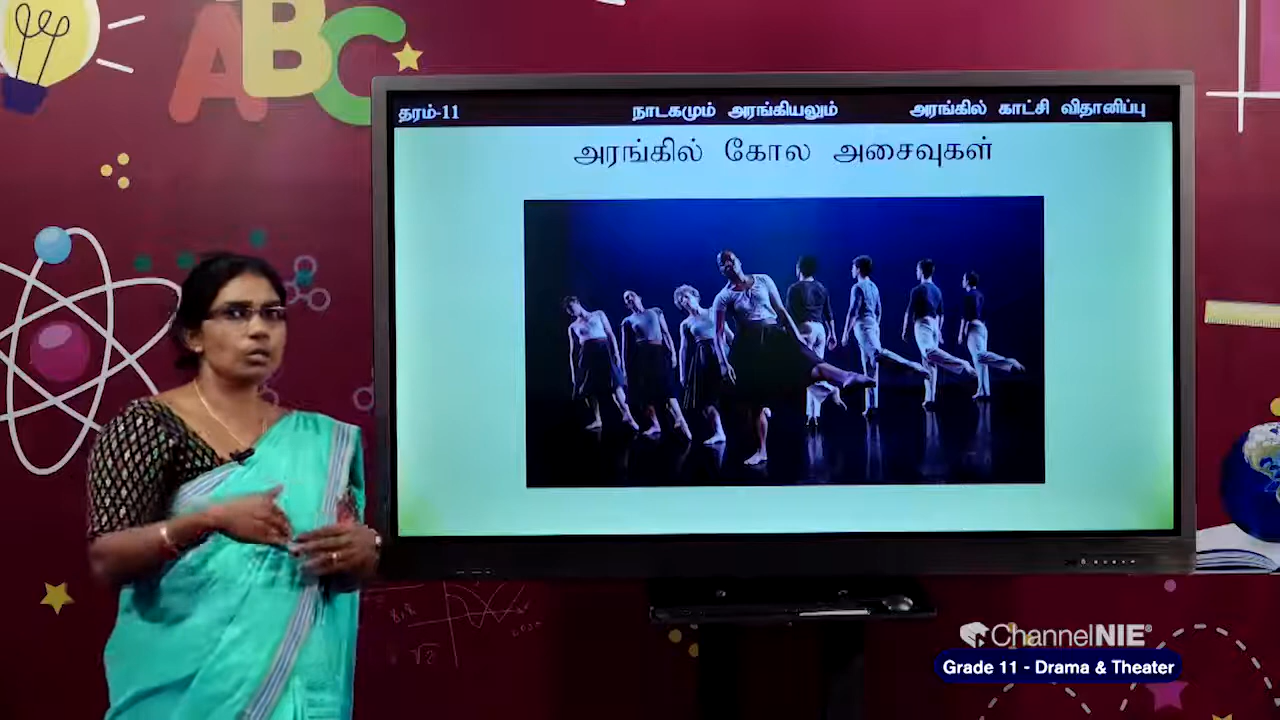 ABC
தரம்-11 நாடகமும் அரங்கியலும் அரங்கில் காட்சி விதானிப்பு
அரங்கில் கோல அசைவுகள்
ChannelNIE®
Grade 11 - Drama & Theater